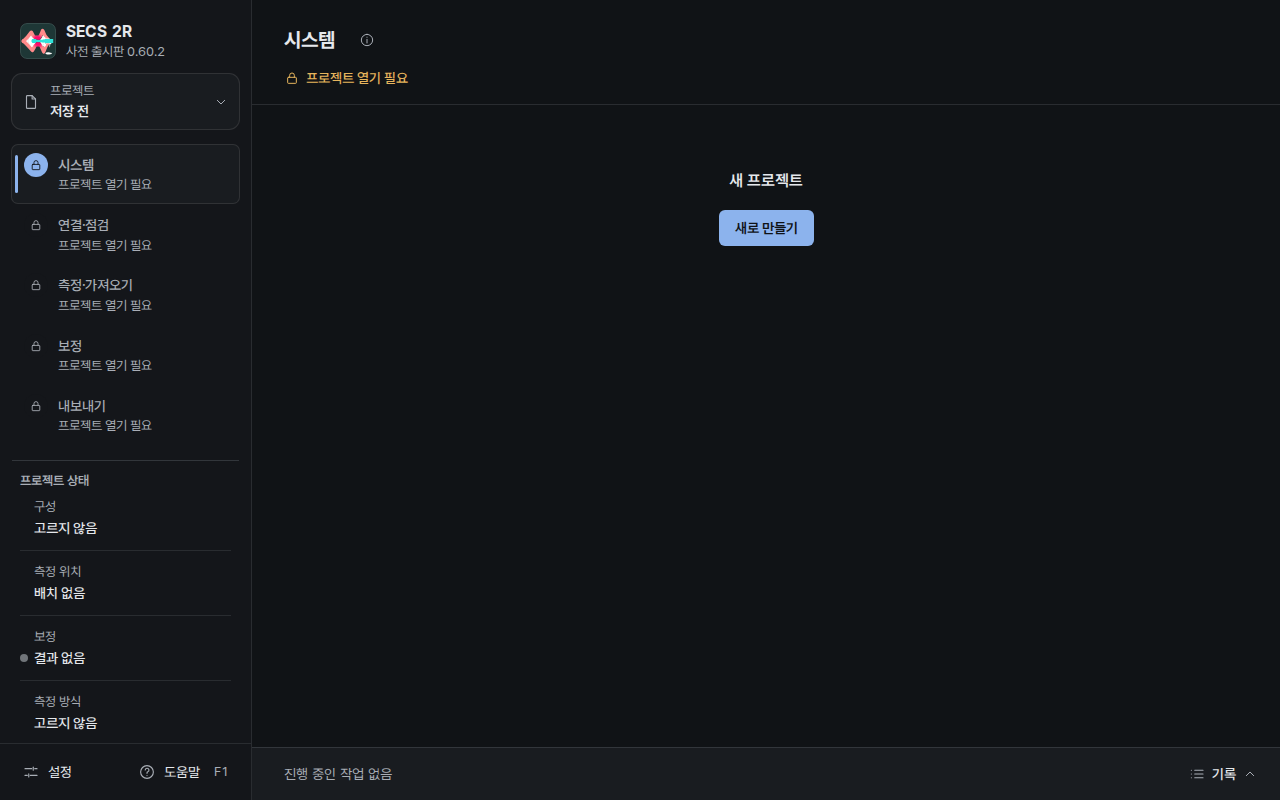 SECS 2R
사전 출시판 0.60.2
프로젝트
저장 전
시스템
프로젝트 열기 필요
연결·점검
프로젝트 열기 필요
측정·가져오기
프로젝트 열기 필요
보정
프로젝트 열기 필요
내보내기
프로젝트 열기 필요
프로젝트 상태
구성
고르지 않음
측정 위치
배치 없음
보정
결과 없음
측정 방식
고르지 않음
설정
도움말 F1
시스템
프로젝트 열기 필요
새 프로젝트
새로 만들기
진행 중인 작업 없음
기록